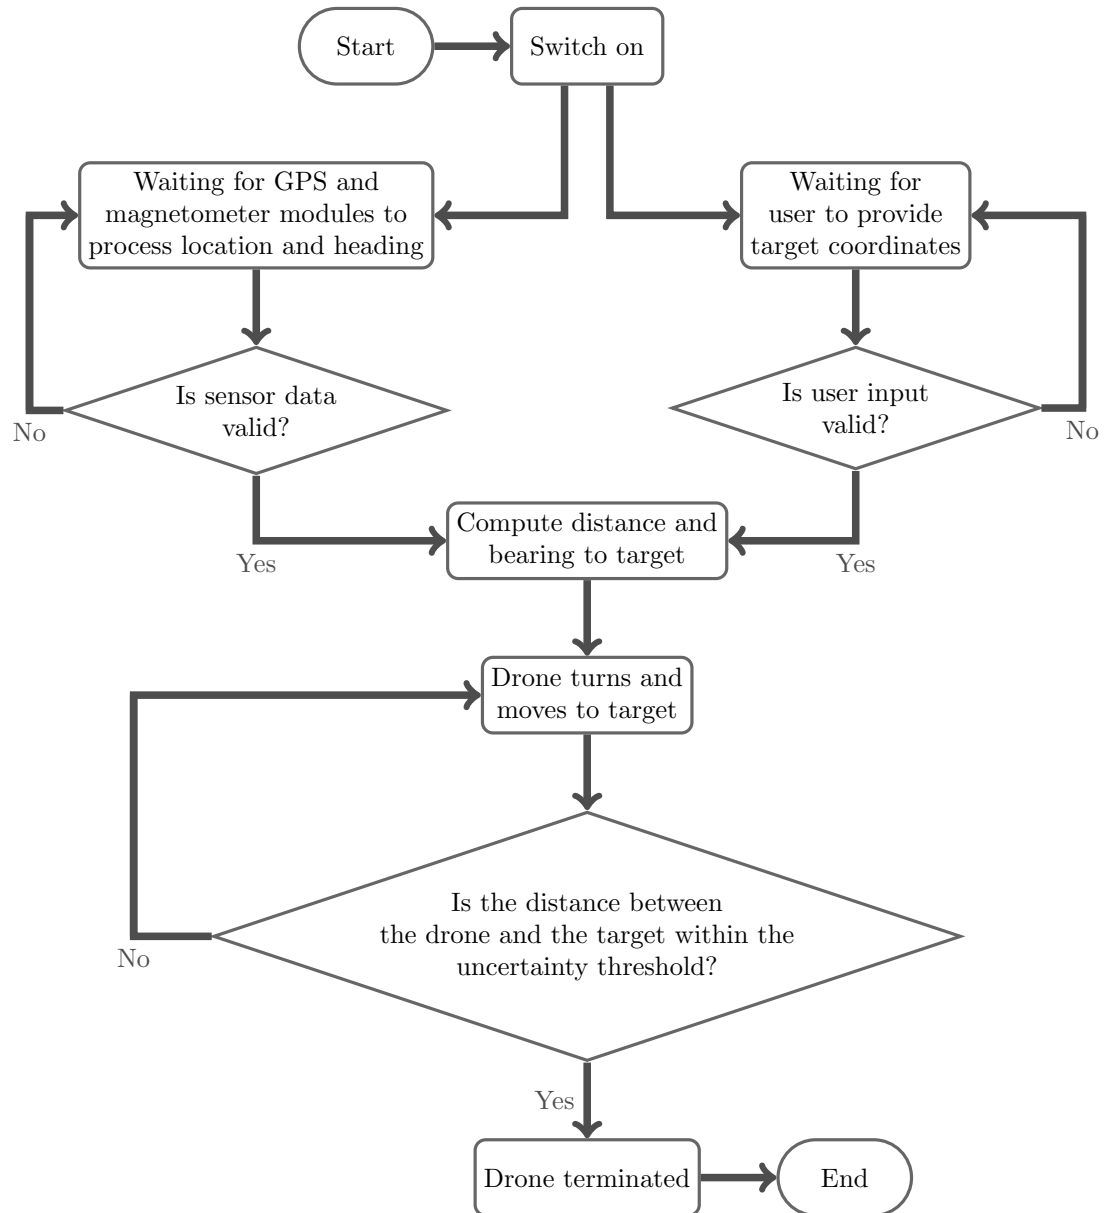 Start
Switch on
Waiting for GPS and
magnetometer modules to
process location and heading
Waiting for
user to provide
target coordinates
Is sensor data
valid?
No
Is user input
valid?
No
Yes
Compute distance and
bearing to target
Yes
Drone turns and
moves to target
Is the distance between
the drone and the target within the
uncertainty threshold?
No
Yes
Drone terminated
End